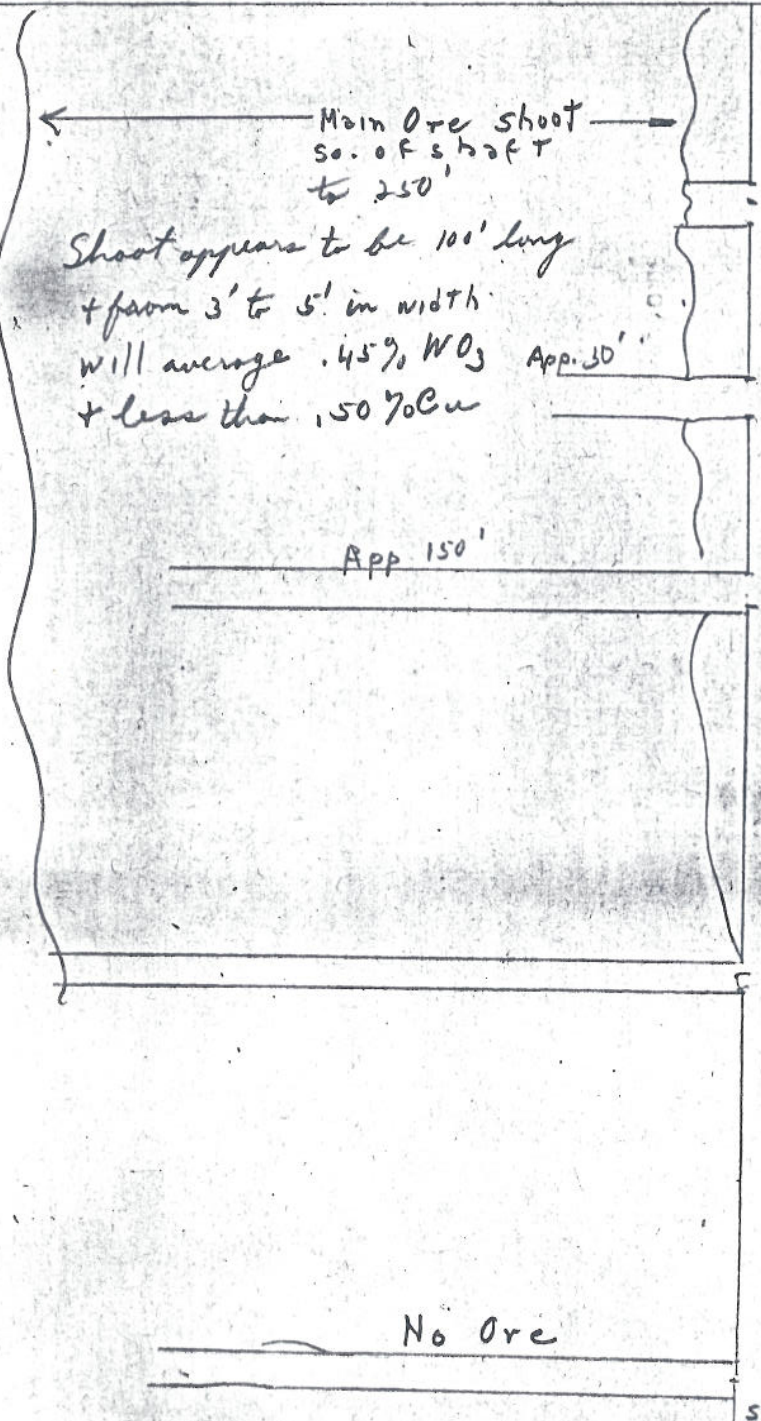 Main Ore shoot
so. of shaft
to 250'
Shoot appears to be 100' long
+ from 3' to 5' in width
will average .45% WO3
+ less than .50% Cu
App. 30'
App 150'
No Ore